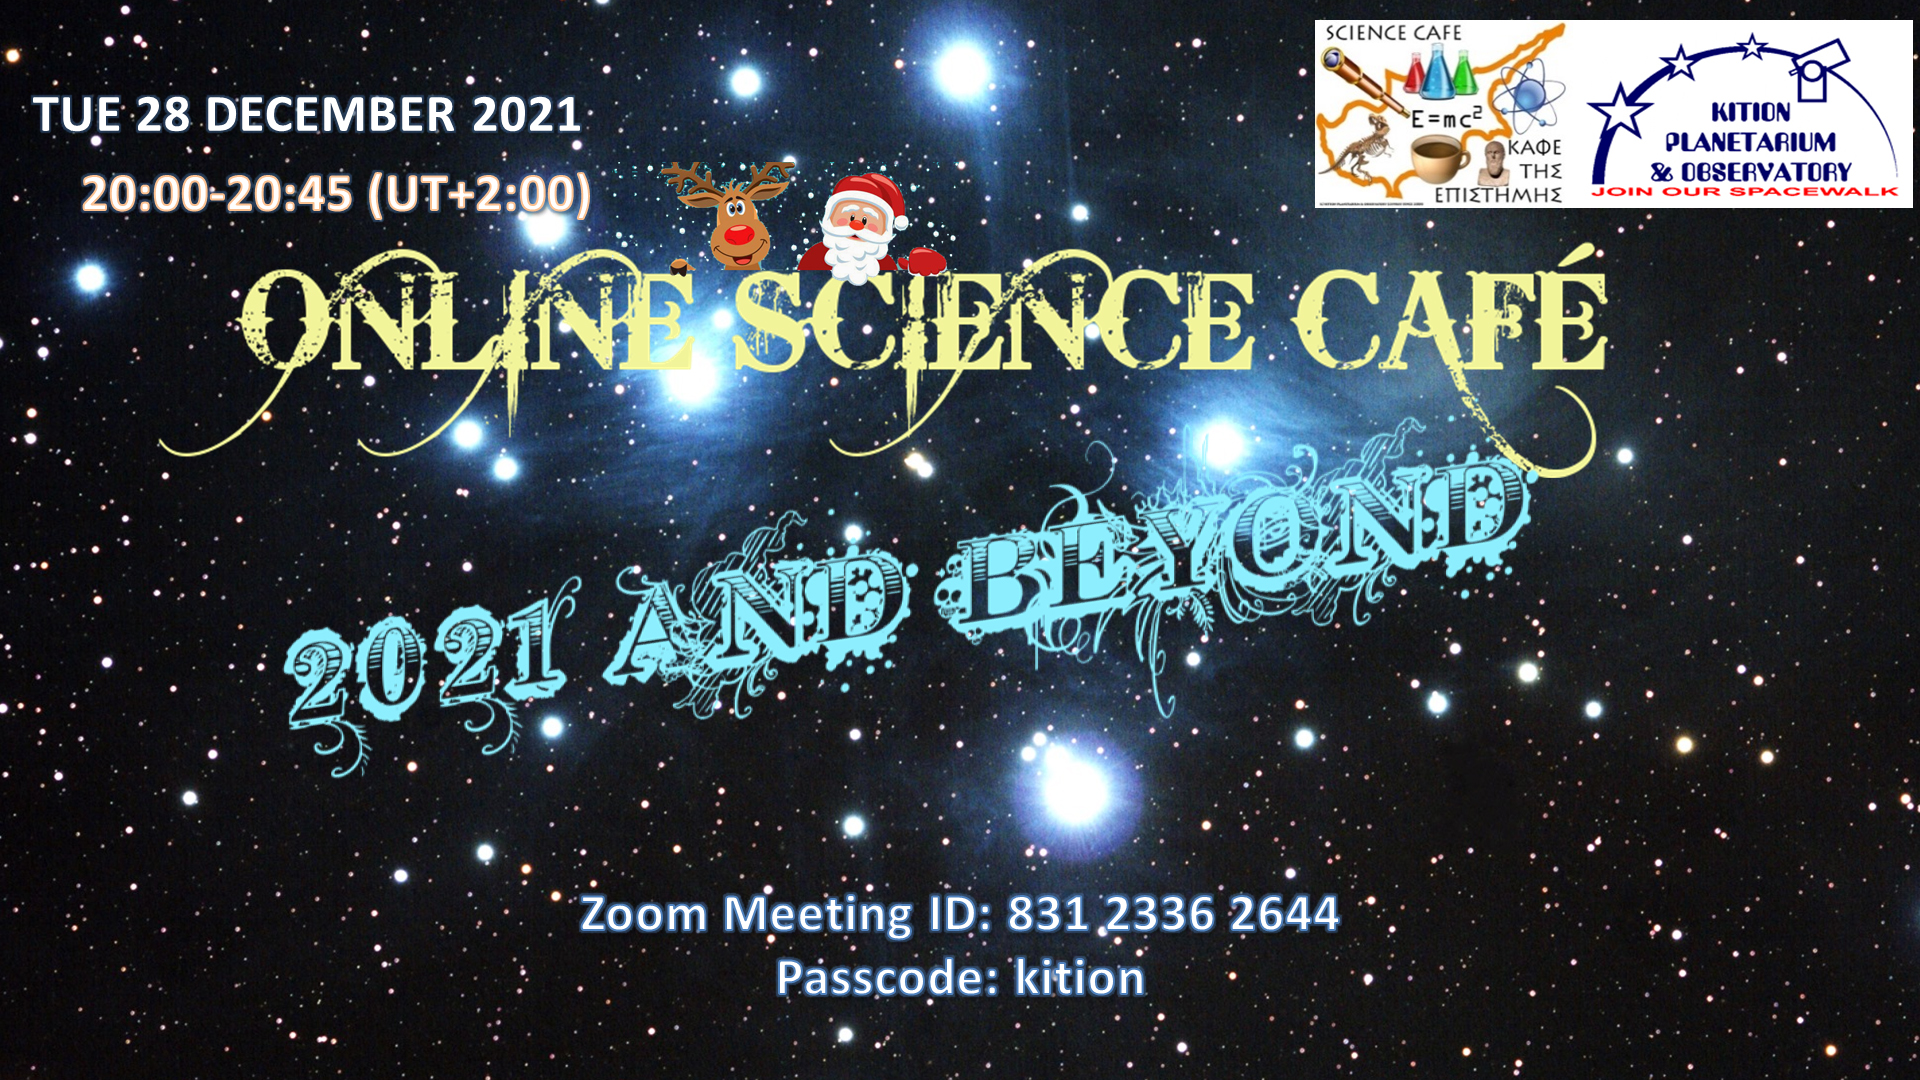 TUE 28 DECEMBER 2021
20:00-20:45 (UT+2:00)
SCIENCE CAFE
E=mc²
ΚΑΦΕ
ΤΗΣ
ΕΠΙΣΤΗΜΗΣ
KITION
PLANETARIUM
& OBSERVATORY
JOIN OUR SPACEWALK
ONLINE SCIENCE CAFÉ
2021 AND BEYOND
Zoom Meeting ID: 831 2336 2644
Passcode: kition